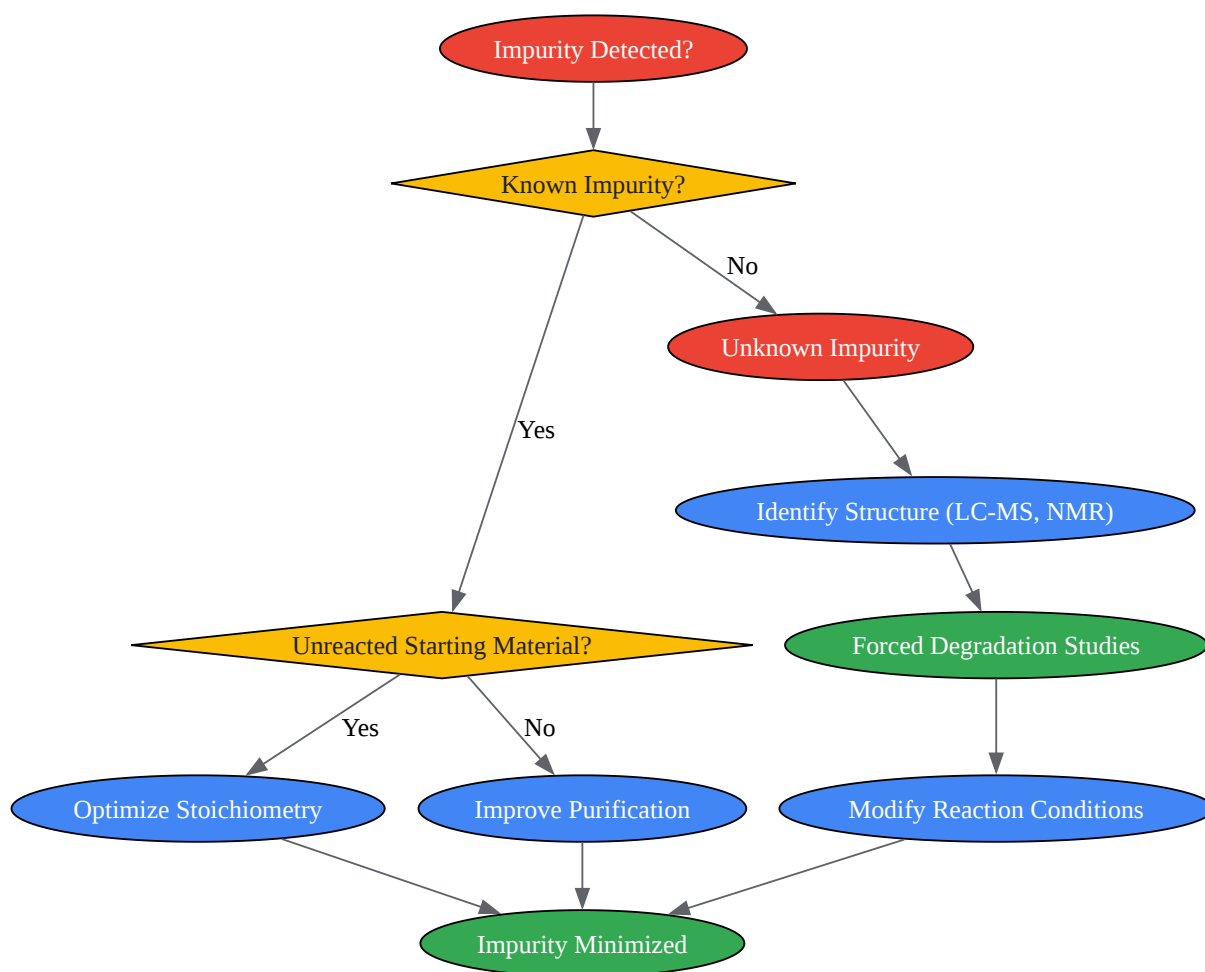 Impurity Detected?
Known Impurity?
No
Unknown Impurity
Yes
Identify Structure (LC-MS, NMR)
Unreacted Starting Material?
Forced Degradation Studies
Yes
No
Optimize Stoichiometry
Improve Purification
Modify Reaction Conditions
Impurity Minimized